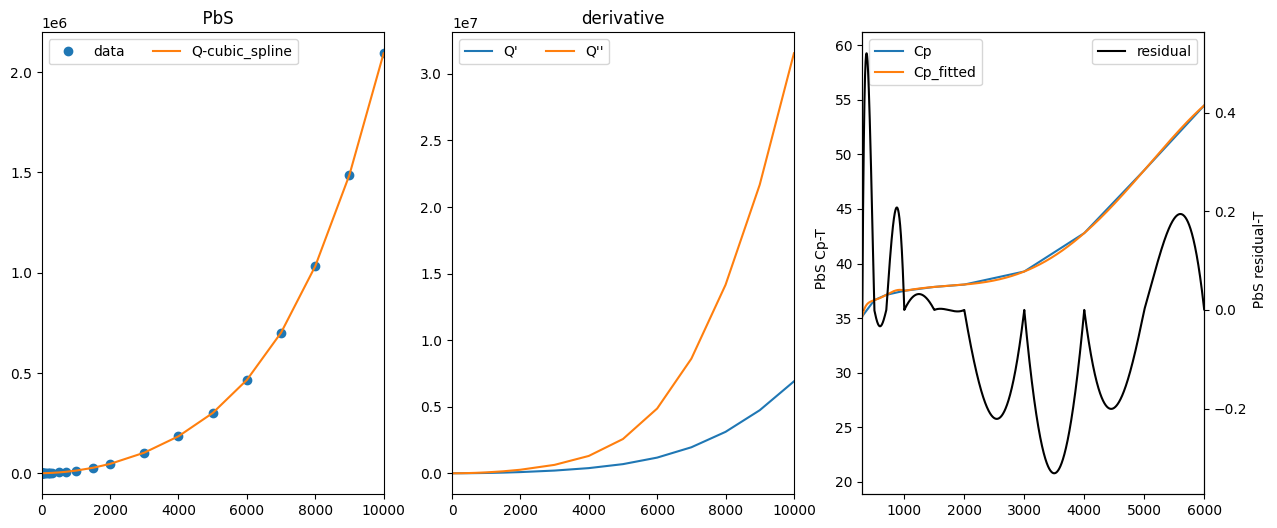 PbS
1e6
data
Q-cubic_spline
2.0
1.5
1.0
0.5
0.0
0 2000 4000 6000 8000 10000
derivative
1e7
Q'
Q''
3.0
2.5
2.0
1.5
1.0
0.5
0.0
0 2000 4000 6000 8000 10000
Cp
Cp_fitted
residual
PbS Cp-T
60
55
50
45
40
35
30
25
20
1000 2000 3000 4000 5000 6000
0.4
0.2
0.0
−0.2
PbS residual-T